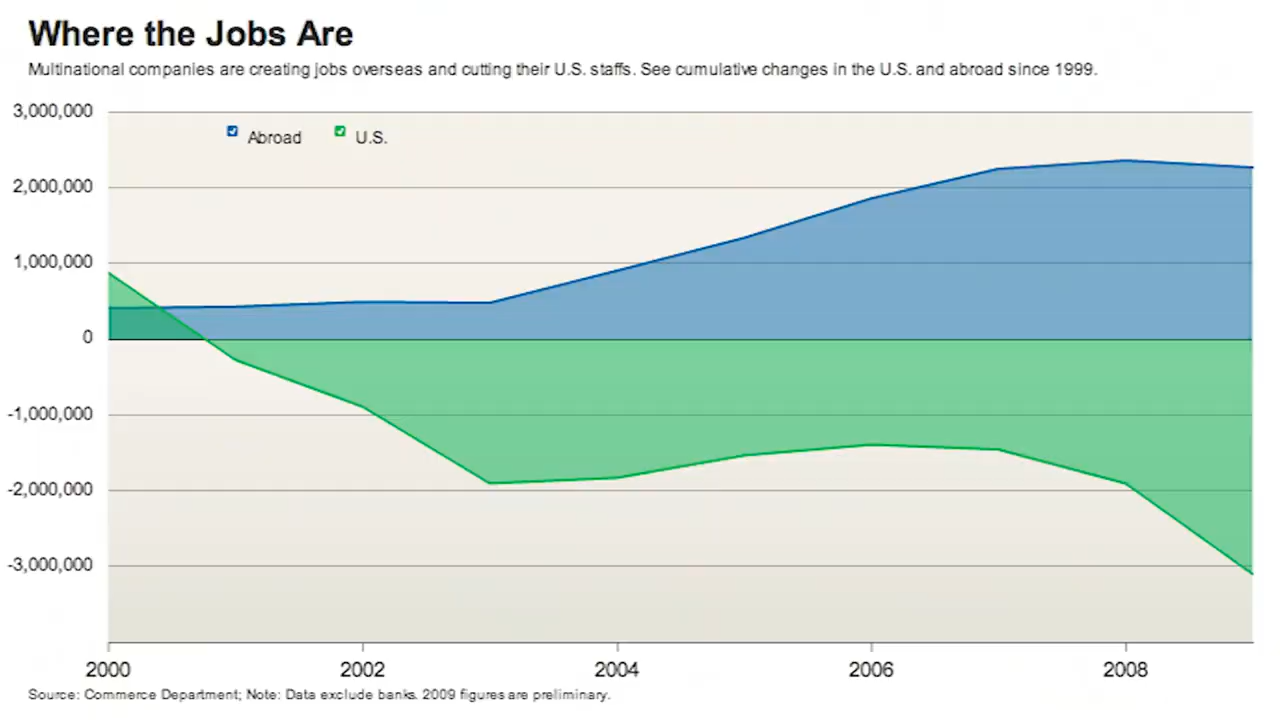 Where the Jobs Are
Multinational companies are creating jobs overseas and cutting their U.S. staffs. See cumulative changes in the U.S. and abroad since 1999.
3,000,000
Abroad U.S.
2,000,000
1,000,000
0
-1,000,000
-2,000,000
-3,000,000
2000 2002 2004 2006 2008
Source: Commerce Department; Note: Data exclude banks. 2009 figures are preliminary.